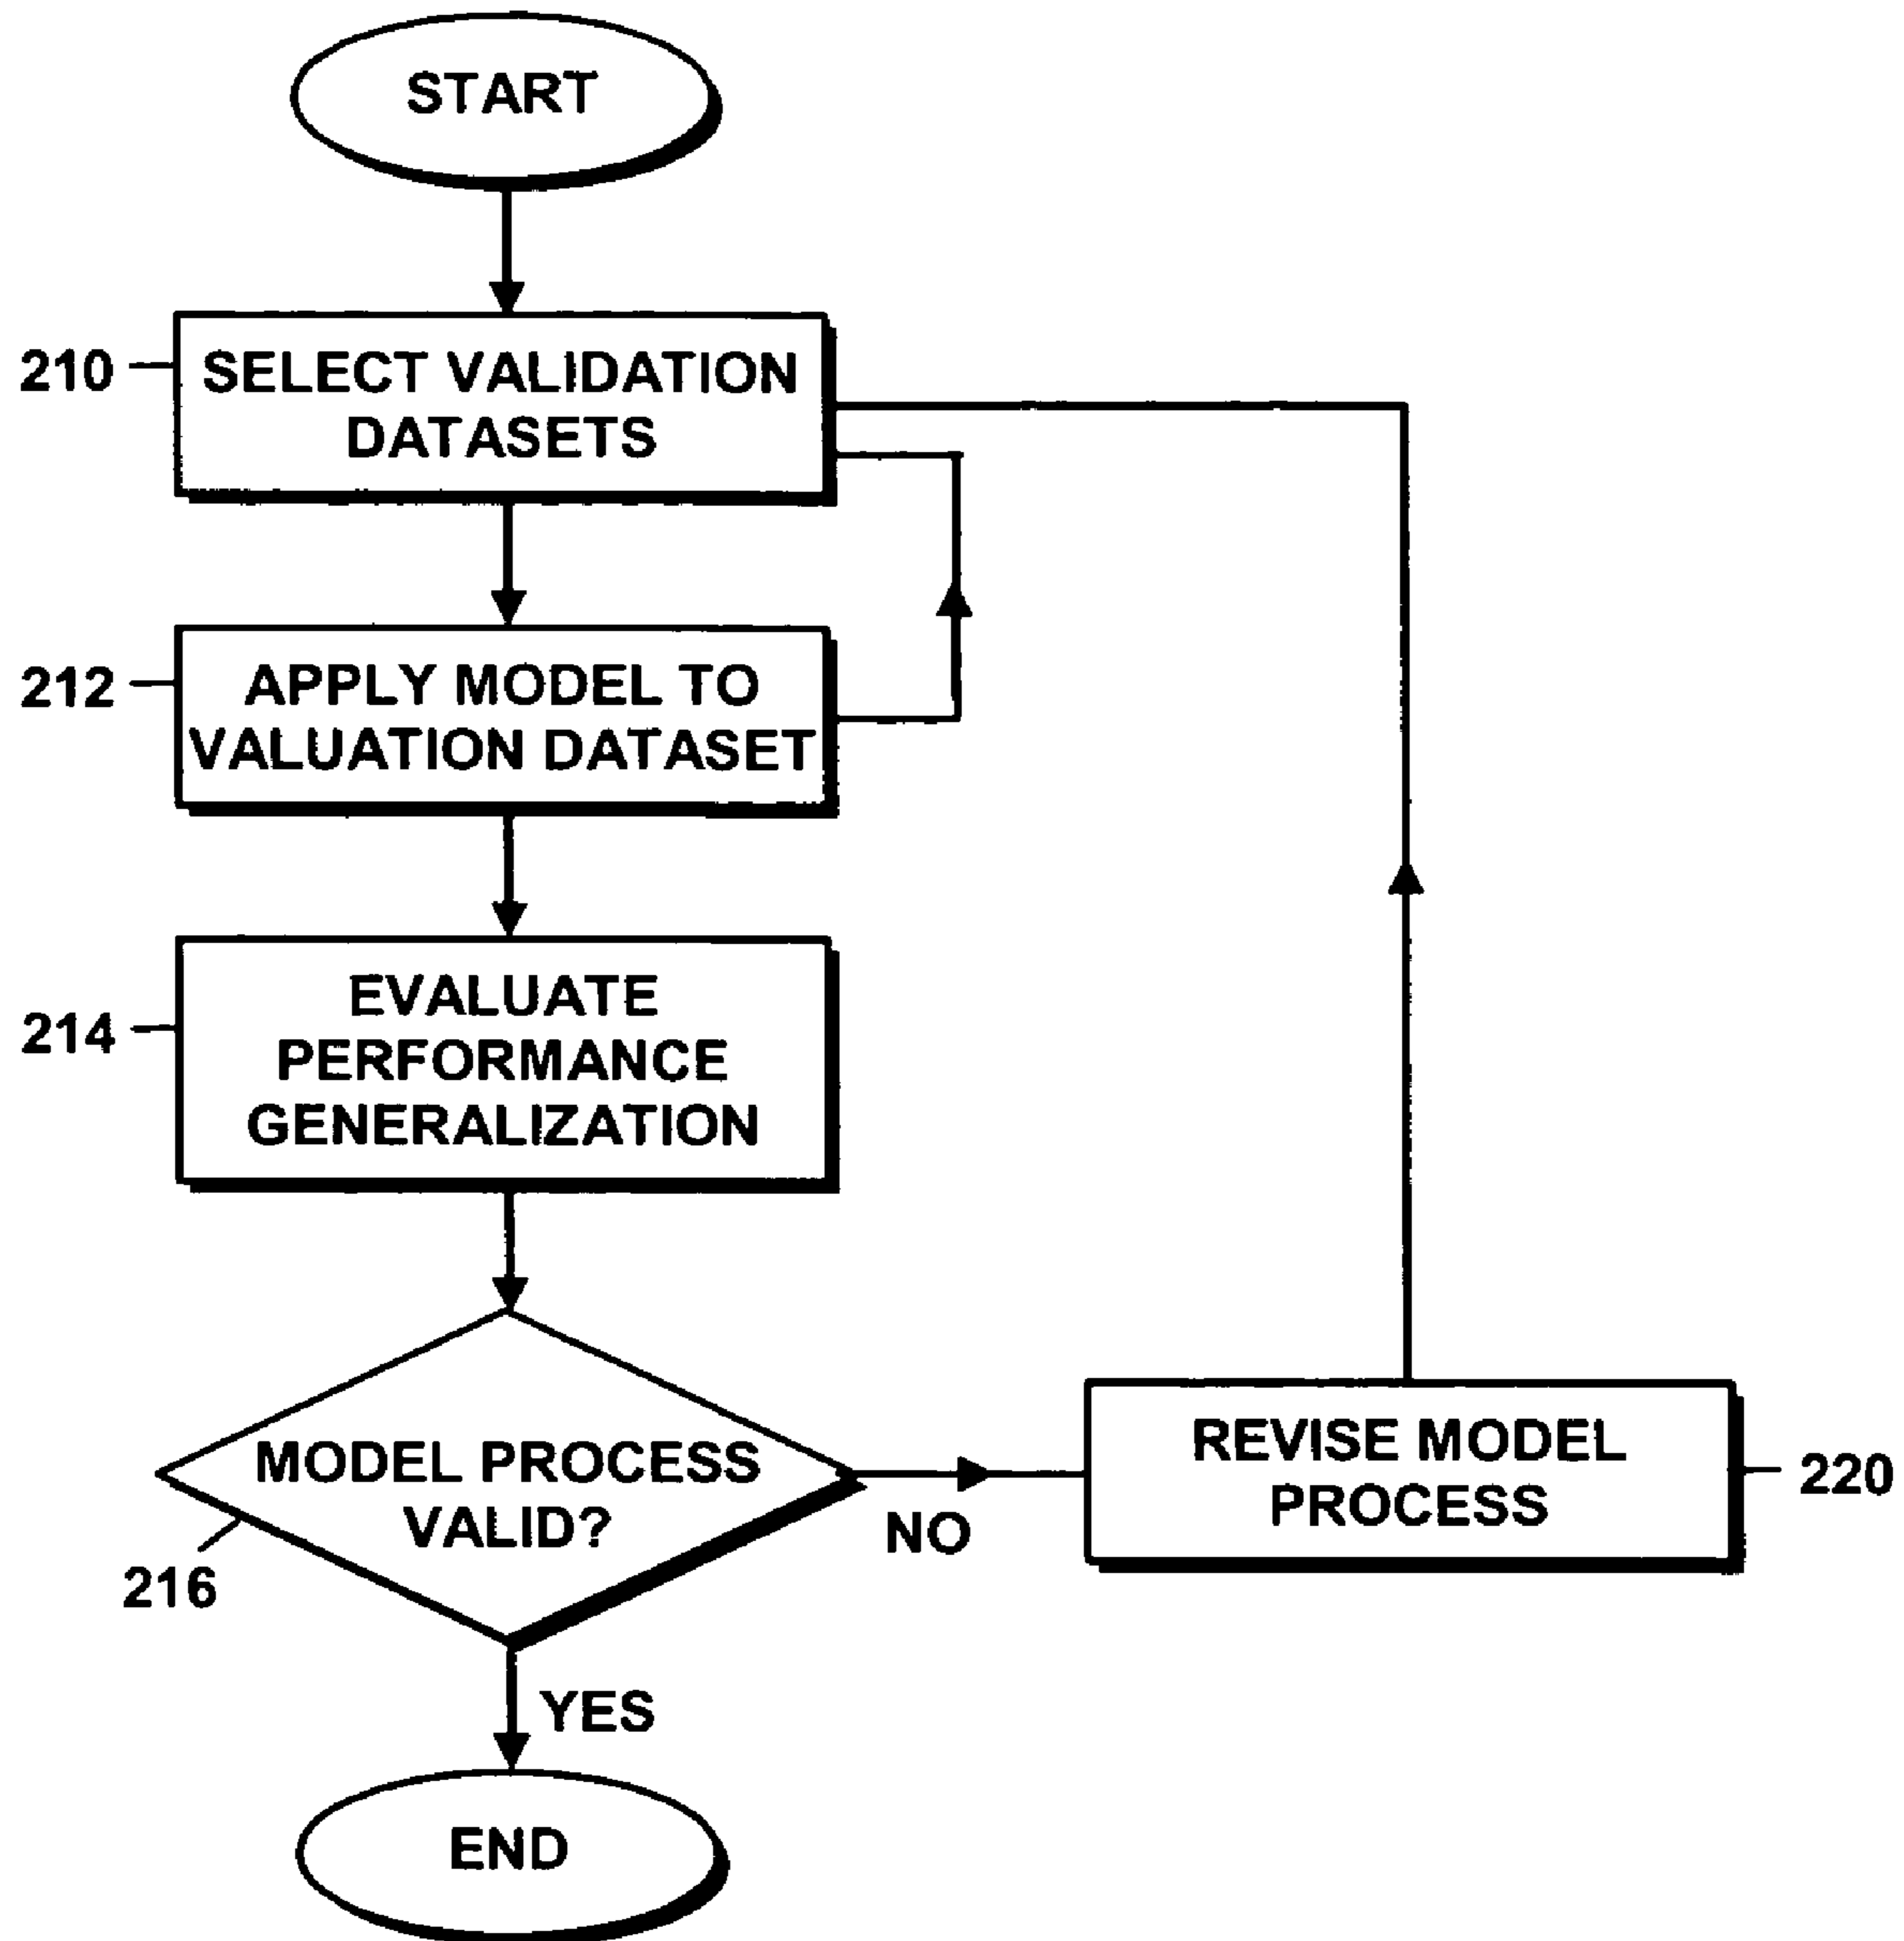 START
210
SELECT VALIDATION
DATASETS
212
APPLY MODEL TO
VALUATION DATASET
214
EVALUATE
PERFORMANCE
GENERALIZATION
MODEL PROCESS
VALID?
216
NO
REVISE MODEL
PROCESS
220
YES
END